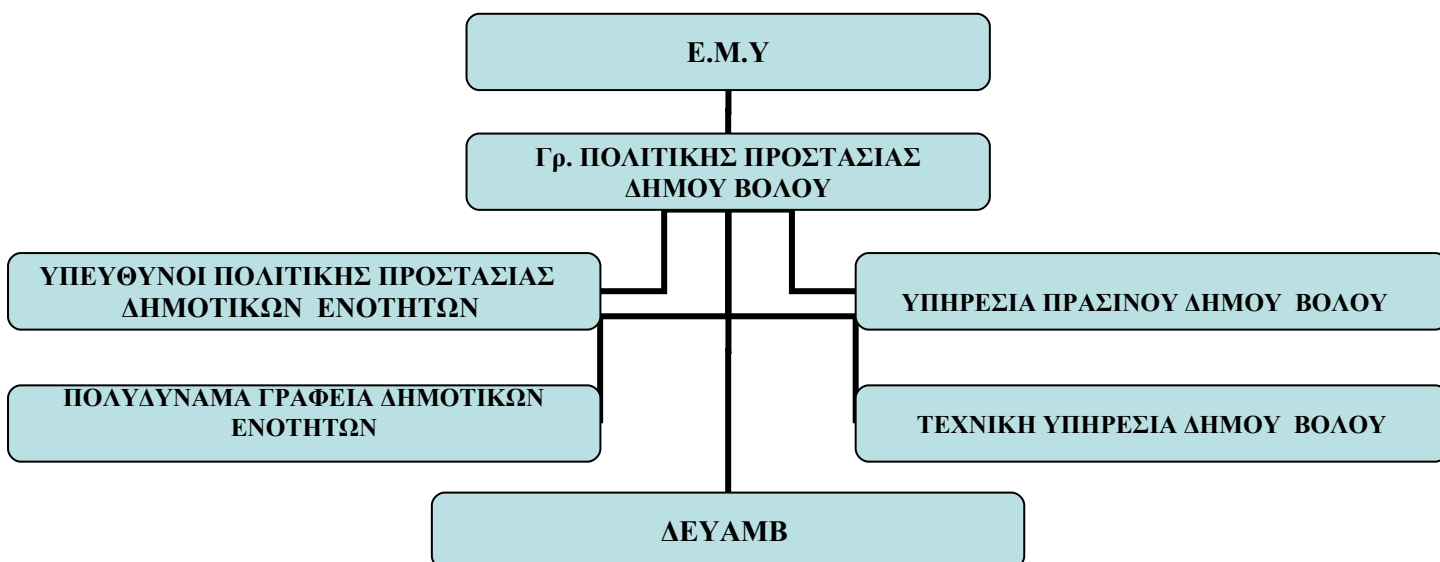 Ε.Μ.Υ
Γρ. ΠΟΛΙΤΙΚΗΣ ΠΡΟΣΤΑΣΙΑΣ
ΔΗΜΟΥ ΒΟΛΟΥ
ΥΠΕΥΘΥΝΟΙ ΠΟΛΙΤΙΚΗΣ ΠΡΟΣΤΑΣΙΑΣ
ΔΗΜΟΤΙΚΩΝ ΕΝΟΤΗΤΩΝ
ΥΠΗΡΕΣΙΑ ΠΡΑΣΙΝΟΥ ΔΗΜΟΥ ΒΟΛΟΥ
ΠΟΛΥΔΥΝΑΜΑ ΓΡΑΦΕΙΑ ΔΗΜΟΤΙΚΩΝ
ΕΝΟΤΗΤΩΝ
ΤΕΧΝΙΚΗ ΥΠΗΡΕΣΙΑ ΔΗΜΟΥ ΒΟΛΟΥ
ΔΕΥΑΜΒ